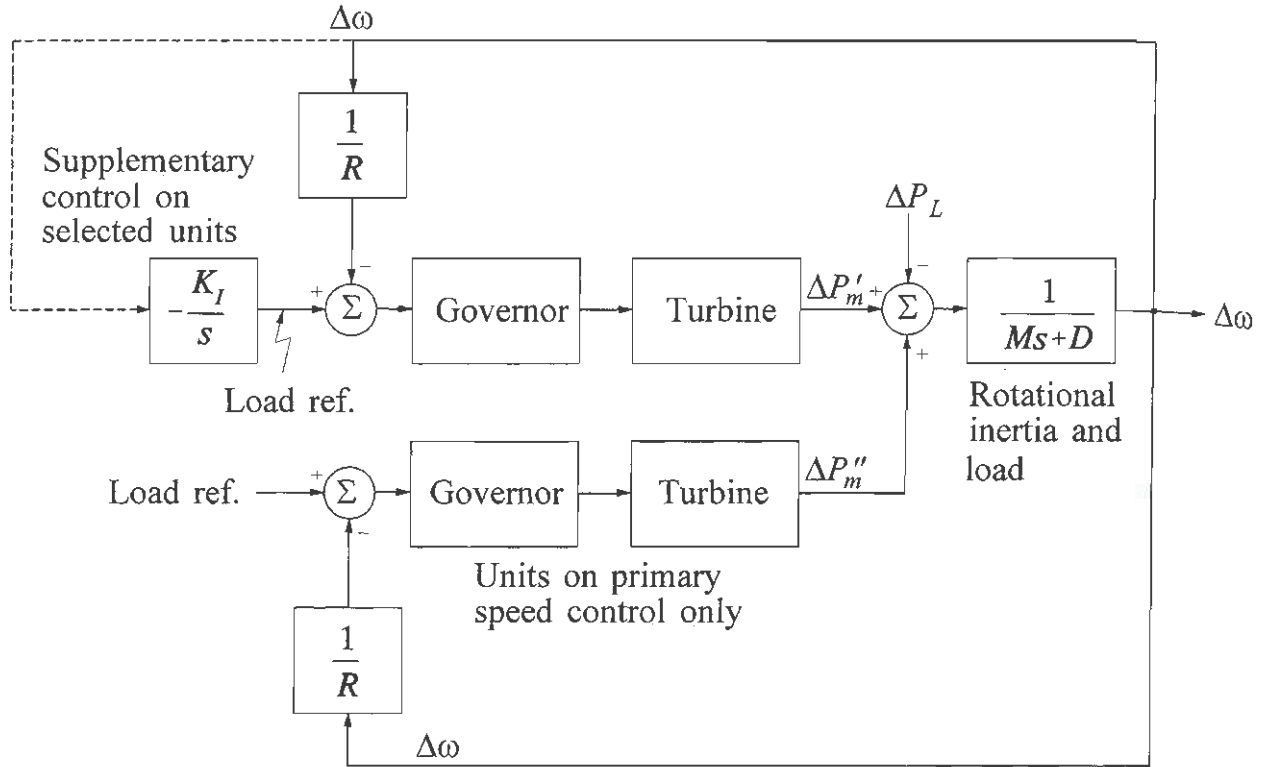 Δω
1
R
Supplementary
control on
selected units
ΔP_L
- K_I
s
+
-
Σ
Governor
Turbine
ΔP'_m
+
-
Σ
+
1
Ms+D
Δω
Load ref.
Rotational
inertia and
load
Load ref.
+
Σ
-
Governor
Turbine
ΔP''_m
Units on primary
speed control only
1
R
Δω